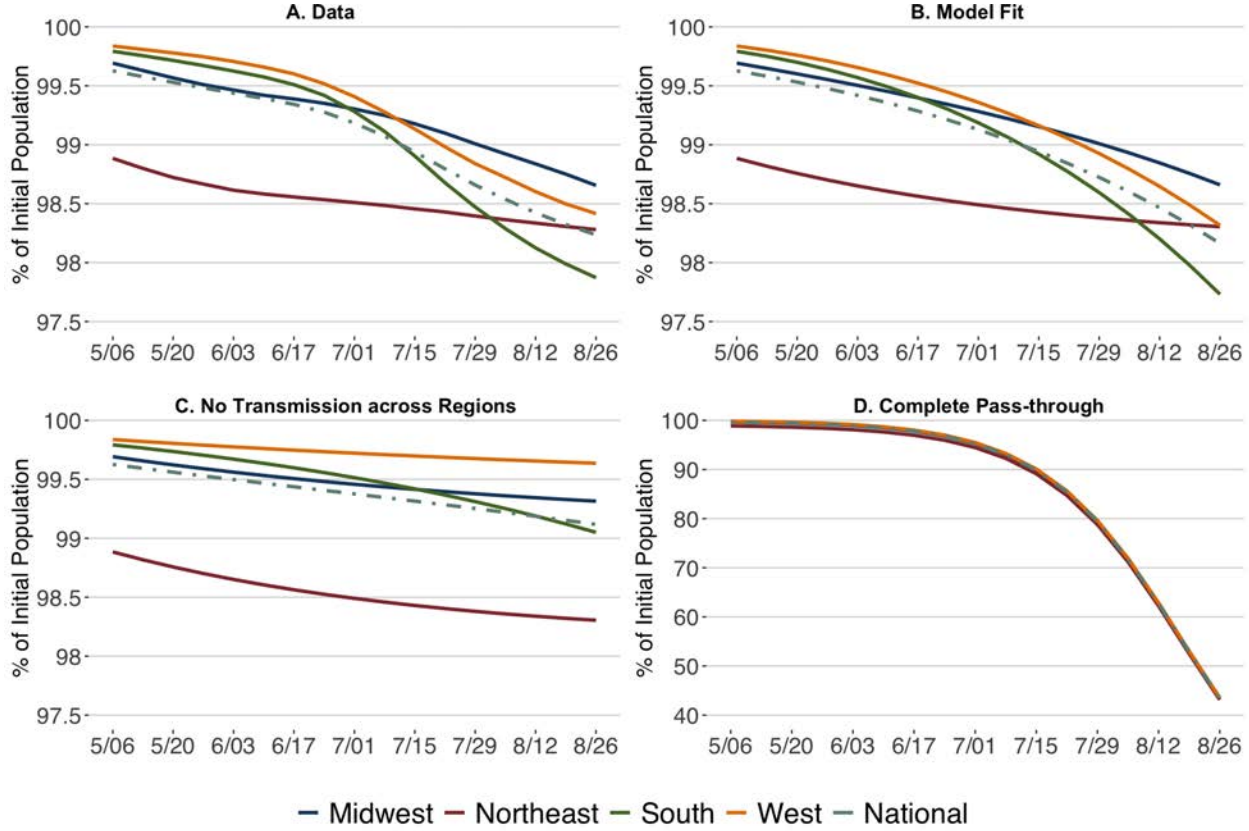 A. Data
% of Initial Population
100
99.5
99
98.5
98
97.5
5/06 5/20 6/03 6/17 7/01 7/15 7/29 8/12 8/26
B. Model Fit
% of Initial Population
100
99.5
99
98.5
98
97.5
5/06 5/20 6/03 6/17 7/01 7/15 7/29 8/12 8/26
C. No Transmission across Regions
% of Initial Population
100
99.5
99
98.5
98
97.5
5/06 5/20 6/03 6/17 7/01 7/15 7/29 8/12 8/26
D. Complete Pass-through
% of Initial Population
100
90
80
70
60
50
40
5/06 5/20 6/03 6/17 7/01 7/15 7/29 8/12 8/26
Midwest Northeast South West National